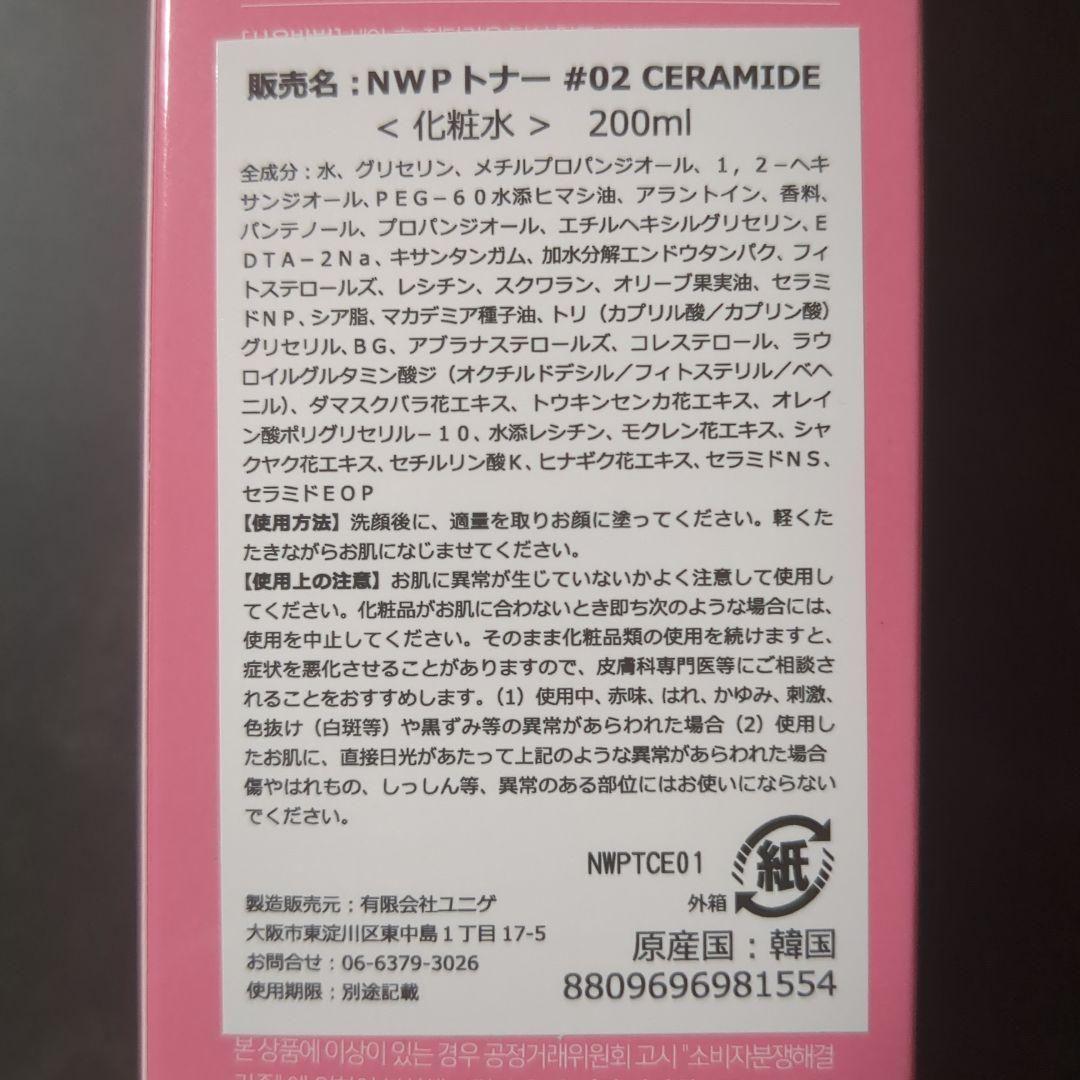 販売名：NWPトナー #02 CERAMIDE
＜ 化粧水 ＞　200ml
全成分：水、グリセリン、メチルプロパンジオール、１，２－ヘキ
サンジオール、ＰＥＧ－６０水添ヒマシ油、アラントイン、香料、
パンテノール、プロパンジオール、エチルヘキシルグリセリン、Ｅ
ＤＴＡ－２Ｎａ、キサンタンガム、加水分解エンドウタンパク、フィ
トステロールズ、レシチン、スクワラン、オリーブ果実油、セラミ
ドＮＰ、シア脂、マカデミア種子油、トリ（カプリル酸／カプリン酸）
グリセリル、ＢＧ、アブラナステロールズ、コレステロール、ラウ
ロイルグルタミン酸ジ（オクチルドデシル／フィトステリル／ベヘ
ニル）、ダマスクバラ花エキス、トウキンセンカ花エキス、オレイ
ン酸ポリグリセリル－１０、水添レシチン、モクレン花エキス、シャ
クヤク花エキス、セチルリン酸Ｋ、ヒナギク花エキス、セラミドＮＳ、
セラミドＥＯＰ
【使用方法】洗顔後に、適量を取りお顔に塗ってください。軽くた
たきながらお肌になじませてください。
【使用上の注意】お肌に異常が生じていないかよく注意して使用し
てください。化粧品がお肌に合わないとき即ち次のような場合には、
使用を中止してください。そのまま化粧品類の使用を続けますと、
症状を悪化させることがありますので、皮膚科専門医等にご相談さ
れることをおすすめします。（1）使用中、赤味、はれ、かゆみ、刺激、
色抜け（白斑等）や黒ずみ等の異常があらわれた場合（2）使用し
たお肌に、直接日光があたって上記のような異常があらわれた場合
傷やはれもの、しっしん等、異常のある部位にはお使いにならない
でください。
NWPTCE01
紙
外箱
製造販売元：有限会社ユニゲ
大阪市東淀川区東中島１丁目17-5
お問合せ：06-6379-3026
使用期限：別途記載
原産国：韓国
8809696981554
본 상품에 이상이 있는 경우 공정거래위원회 고시 "소비자분쟁해결